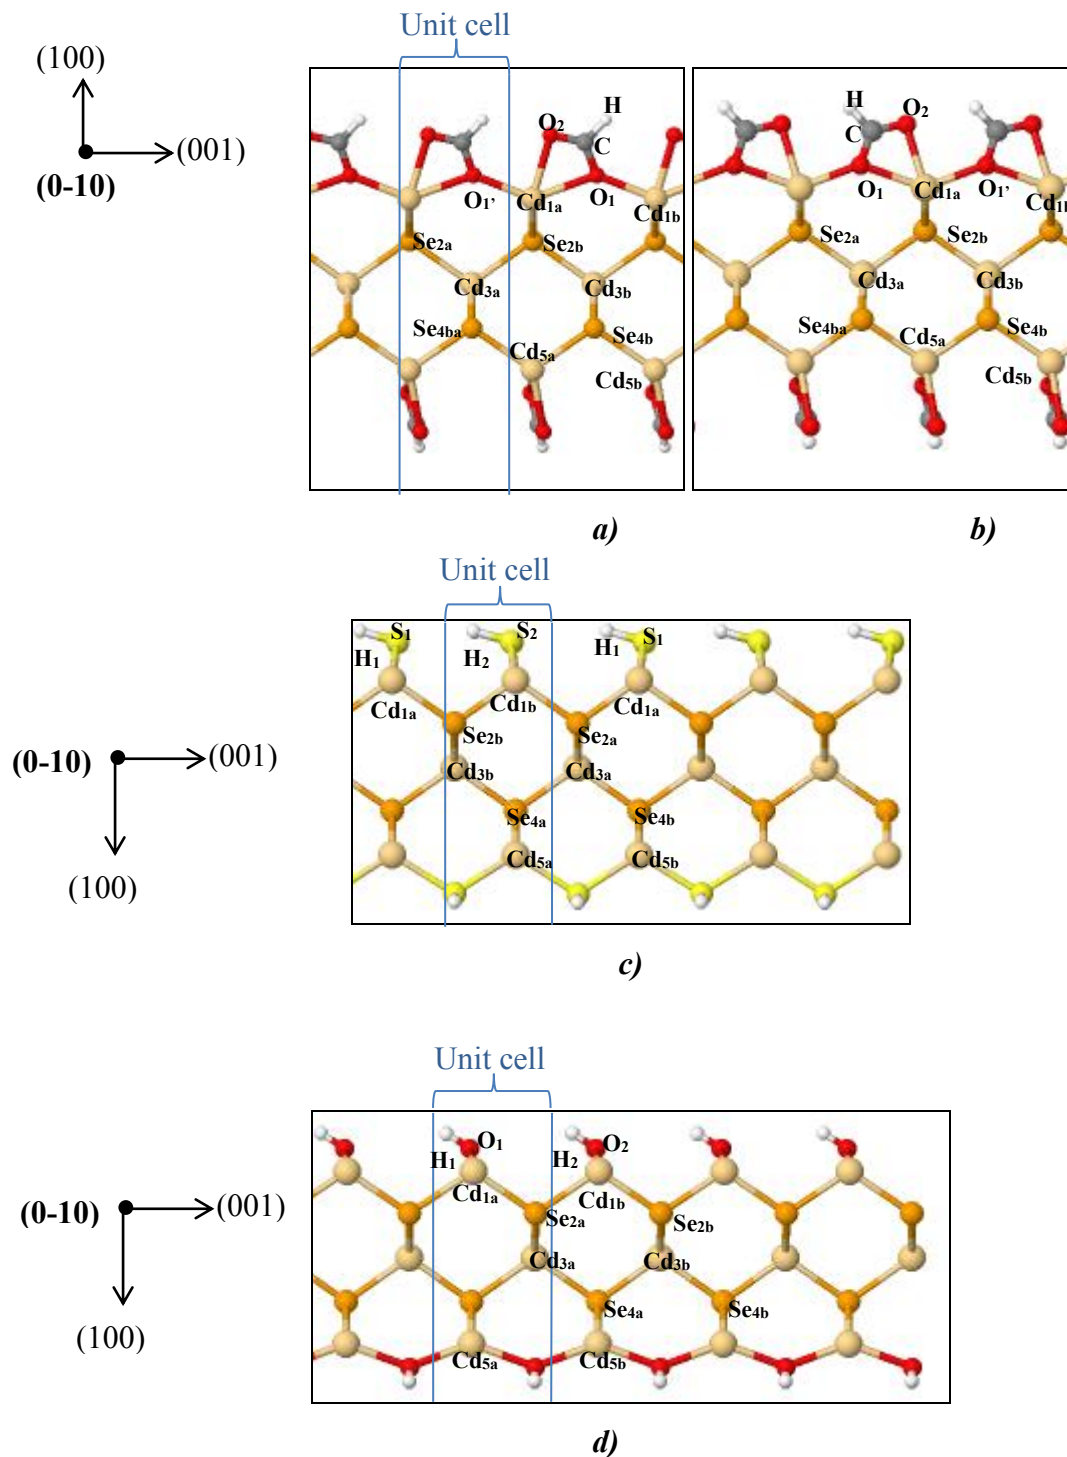 Unit cell
(100)
(001)
(0-10)
H
O2
C
O1'
Cd1a
O1
Cd1b
Se2a
Se2b
Cd3a
Cd3b
Se4ba
Se4b
Cd5a
Cd5b
a)
H
O2
C
O1
Cd1a
O1'
Cd1b
Se2a
Se2b
Cd3a
Cd3b
Se4ba
Se4b
Cd5a
Cd5b
b)
Unit cell
(0-10)
(001)
(100)
S1
S2
S1
H1
H2
H1
Cd1a
Cd1b
Cd1a
Se2b
Se2a
Cd3b
Cd3a
Se4a
Se4b
Cd5a
Cd5b
c)
Unit cell
(0-10)
(001)
(100)
O1
O2
H1
H2
Cd1a
Cd1b
Se2a
Se2b
Cd3a
Cd3b
Se4a
Se4b
Cd5a
Cd5b
d)